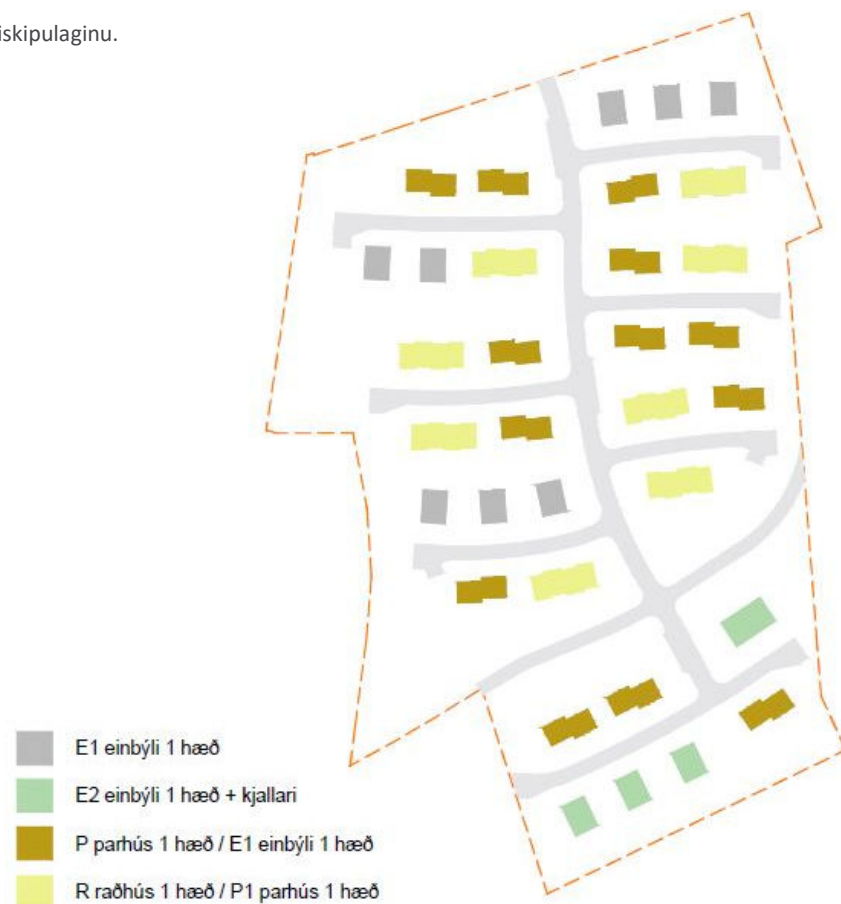 iskipulaginu.
E1 einbýli 1 hæð
E2 einbýli 1 hæð + kjallari
P parhús 1 hæð / E1 einbýli 1 hæð
R raðhús 1 hæð / P1 parhús 1 hæð